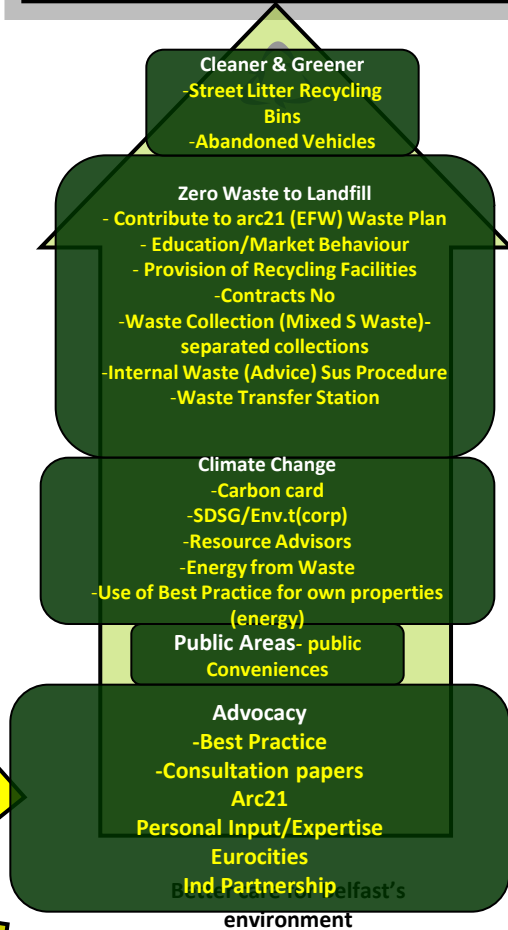 Cleaner & Greener
-Street Litter Recycling
Bins
-Abandoned Vehicles
Zero Waste to Landfill
- Contribute to arc21 (EFW) Waste Plan
- Education/Market Behaviour
- Provision of Recycling Facilities
-Contracts No
-Waste Collection (Mixed S Waste)-
separated collections
-Internal Waste (Advice) Sus Procedure
-Waste Transfer Station
Climate Change
-Carbon card
-SDSG/Env.t(corp)
-Resource Advisors
-Energy from Waste
-Use of Best Practice for own properties
(energy)
Public Areas- public
Conveniences
Advocacy
-Best Practice
-Consultation papers
Arc21
Personal Input/Expertise
Eurocities
Ind Partnership
Better care for Belfast's
environment